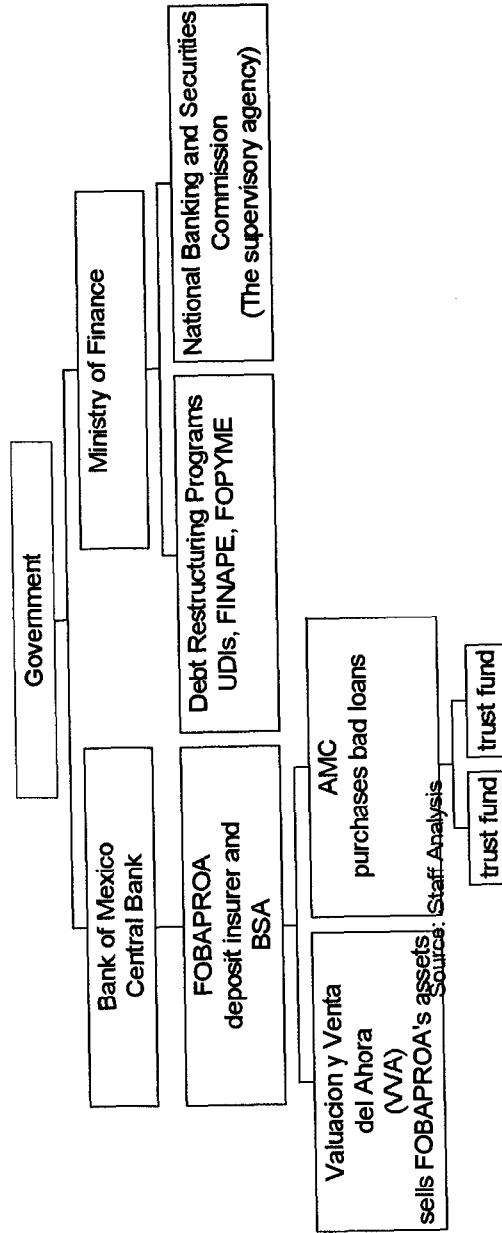 Government
Bank of Mexico
Central Bank
Ministry of Finance
FOBAPROA
deposit insurer and
BSA
Debt Restructuring Programs
UDIs, FINAPE, FOPYME
National Banking and Securities
Commission
(The supervisory agency)
Valuacion y Venta
del Ahora
(VVA)
sells FOBAPROA's assets
AMC
purchases bad loans
Source: Staff Analysis
trust fund
trust fund